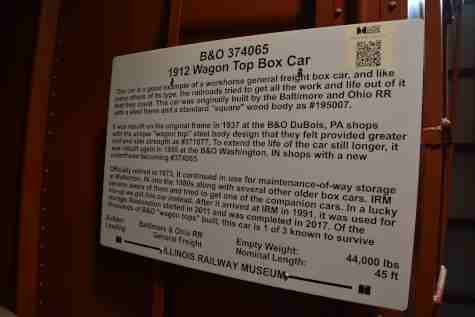 B&O 374065
1912 Wagon Top Box Car
This car is a good example of a workhorse general freight box car, and like
many others of its type, the railroads tried to get all the work and life out of it
that they could. This car was originally built by the Baltimore and Ohio RR
with a steel frame and a standard "square" wood body as #195007.
It was rebuilt on the original frame in 1937 at the B&O DuBois, PA shops
with the unique "wagon top" steel body design that they felt provided greater
roof and side strength as #371077. To extend the life of the car still longer, it
was rebuilt again in 1955 at the B&O Washington, IN shops with a new
underframe becoming #374065.
Officially retired in 1973, it continued in use for maintenance-of-way storage
at Walkerton, IN into the 1980s along with several other older box cars. IRM
became aware of them and tried to get one of the companion cars. In a lucky
mix-up we got this car instead. After it arrived at IRM in 1991, it was used for
storage. Restoration started in 2011 and was completed in 2017. Of the
thousands of B&O "wagon tops" built, this car is 1 of 3 known to survive
Builder: Baltimore & Ohio RR Empty Weight: 44,000 lbs
Lading: General Freight Nominal Length: 45 ft
ILLINOIS RAILWAY MUSEUM